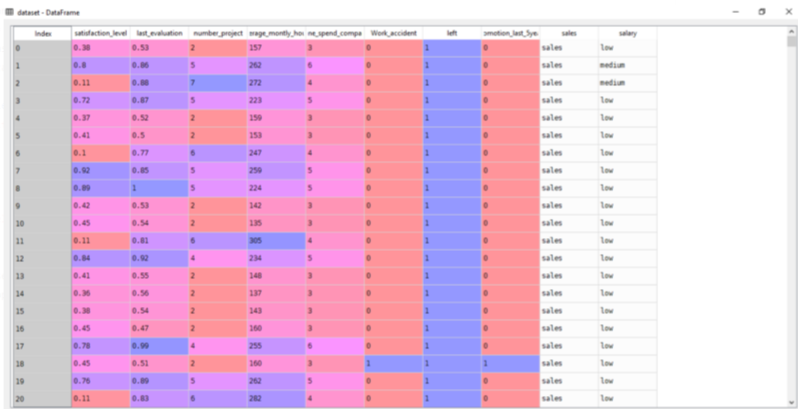 dataset - DataFrame
Index satisfaction_level last_evaluation number_project erage_montly_hou ne_spend_compa Work_accident left omotion_last_5yea sales salary
0 0.38 0.53 2 157 3 0 1 0 sales low
1 0.8 0.86 5 262 6 0 1 0 sales medium
2 0.11 0.88 7 272 4 0 1 0 sales medium
3 0.72 0.87 5 223 5 0 1 0 sales low
4 0.37 0.52 2 159 3 0 1 0 sales low
5 0.41 0.5 2 153 3 0 1 0 sales low
6 0.1 0.77 6 247 4 0 1 0 sales low
7 0.92 0.85 5 259 5 0 1 0 sales low
8 0.89 1 5 224 5 0 1 0 sales low
9 0.42 0.53 2 142 3 0 1 0 sales low
10 0.45 0.54 2 135 3 0 1 0 sales low
11 0.11 0.81 6 305 4 0 1 0 sales low
12 0.84 0.92 4 234 5 0 1 0 sales low
13 0.41 0.55 2 148 3 0 1 0 sales low
14 0.36 0.56 2 137 3 0 1 0 sales low
15 0.38 0.54 2 143 3 0 1 0 sales low
16 0.45 0.47 2 160 3 0 1 0 sales low
17 0.78 0.99 4 255 6 0 1 0 sales low
18 0.45 0.51 2 160 3 1 1 1 sales low
19 0.76 0.89 5 262 5 0 1 0 sales low
20 0.11 0.83 6 282 4 0 1 0 sales low